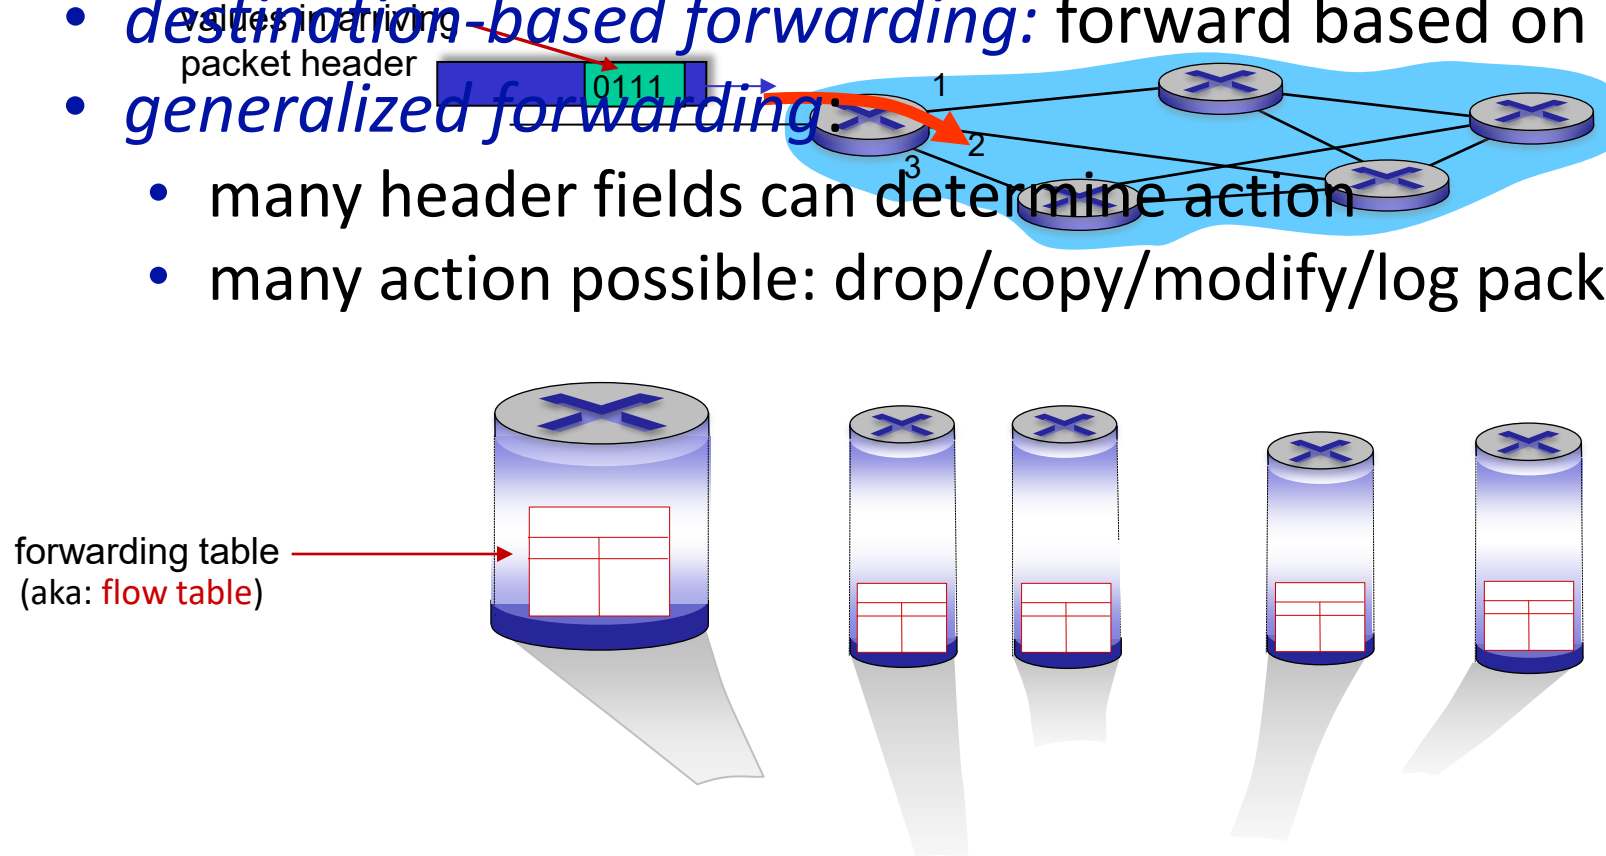 • destination-based forwarding: forward based on
values in arriving
packet header
0111
• generalized forwarding:
1
2
3
• many header fields can determine action
• many action possible: drop/copy/modify/log pack
forwarding table
(aka: flow table)